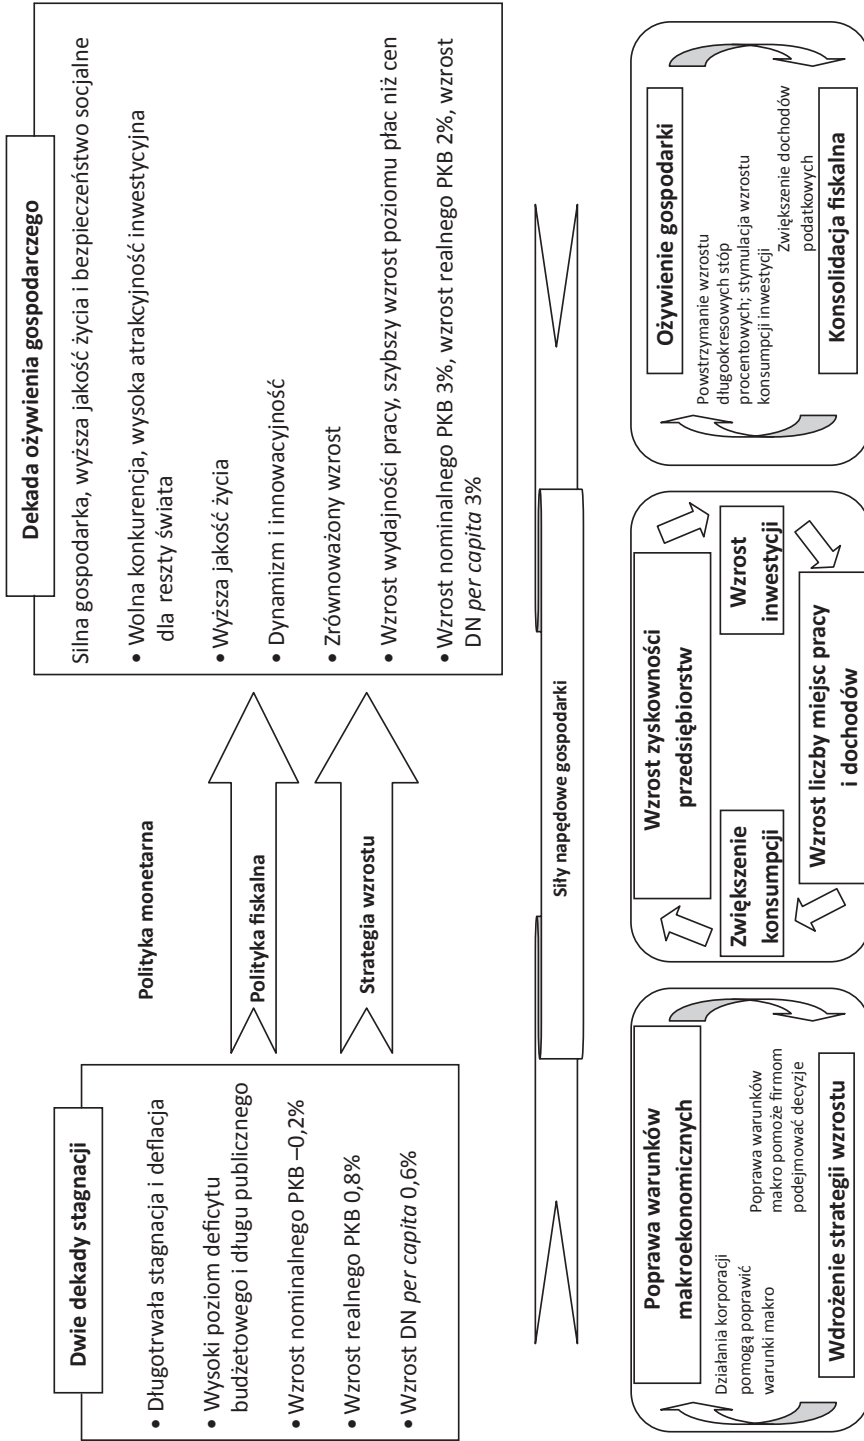 Dwie dekady stagnacji
• Długotrwała stagnacja i deflacja
• Wysoki poziom deficytu
budżetowego i długu publicznego
• Wzrost nominalnego PKB –0,2%
• Wzrost realnego PKB 0,8%
• Wzrost DN per capita 0,6%
Polityka monetarna
Polityka fiskalna
Strategia wzrostu
Dekada ożywienia gospodarczego
Silna gospodarka, wyższa jakość życia i bezpieczeństwo socjalne
• Wolna konkurencja, wysoka atrakcyjność inwestycyjna
dla reszty świata
• Wyższa jakość życia
• Dynamizm i innowacyjność
• Zrównoważony wzrost
• Wzrost wydajności pracy, szybszy wzrost poziomu płac niż cen
• Wzrost nominalnego PKB 3%, wzrost realnego PKB 2%, wzrost
DN per capita 3%
Siły napędowe gospodarki
Poprawa warunków
makroekonomicznych
Działania korporacji
pomogą poprawić
warunki makro
Poprawa warunków
makro pomoże firmom
podejmować decyzje
Wdrożenie strategii wzrostu
Wzrost zyskowności
przedsiębiorstw
Zwiększenie
konsumpcji
Wzrost
inwestycji
Wzrost liczby miejsc pracy
i dochodów
Ożywienie gospodarki
Powstrzymanie wzrostu
długookresowych stóp
procentowych; stymulacja wzrostu
konsumpcji inwestycji
Zwiększenie dochodów
podatkowych
Konsolidacja fiskalna